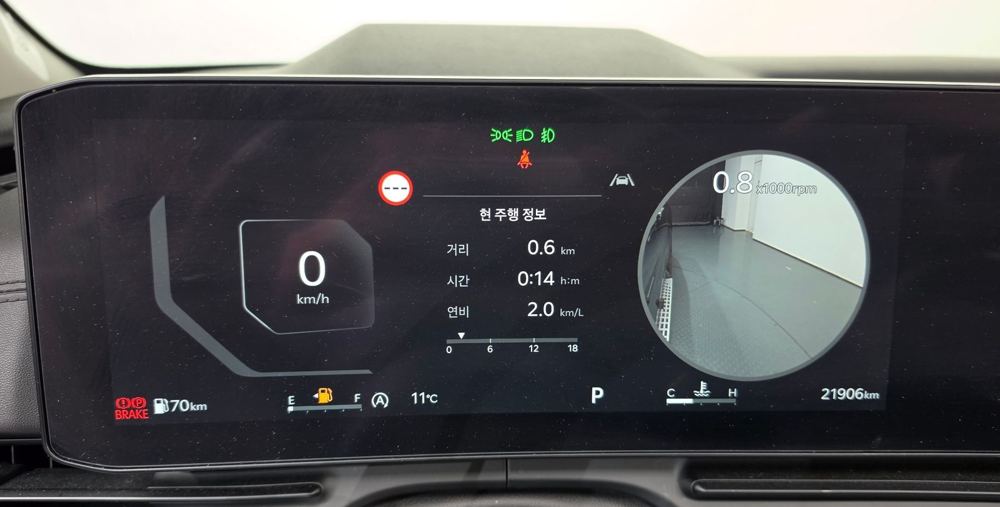 ---
0.8 x1000rpm
현 주행 정보
0
km/h
거리 0.6 km
시간 0:14 h:m
연비 2.0 km/L
0 6 12 18
BRAKE
70km
E F
A
11°C
P
C H
21906km